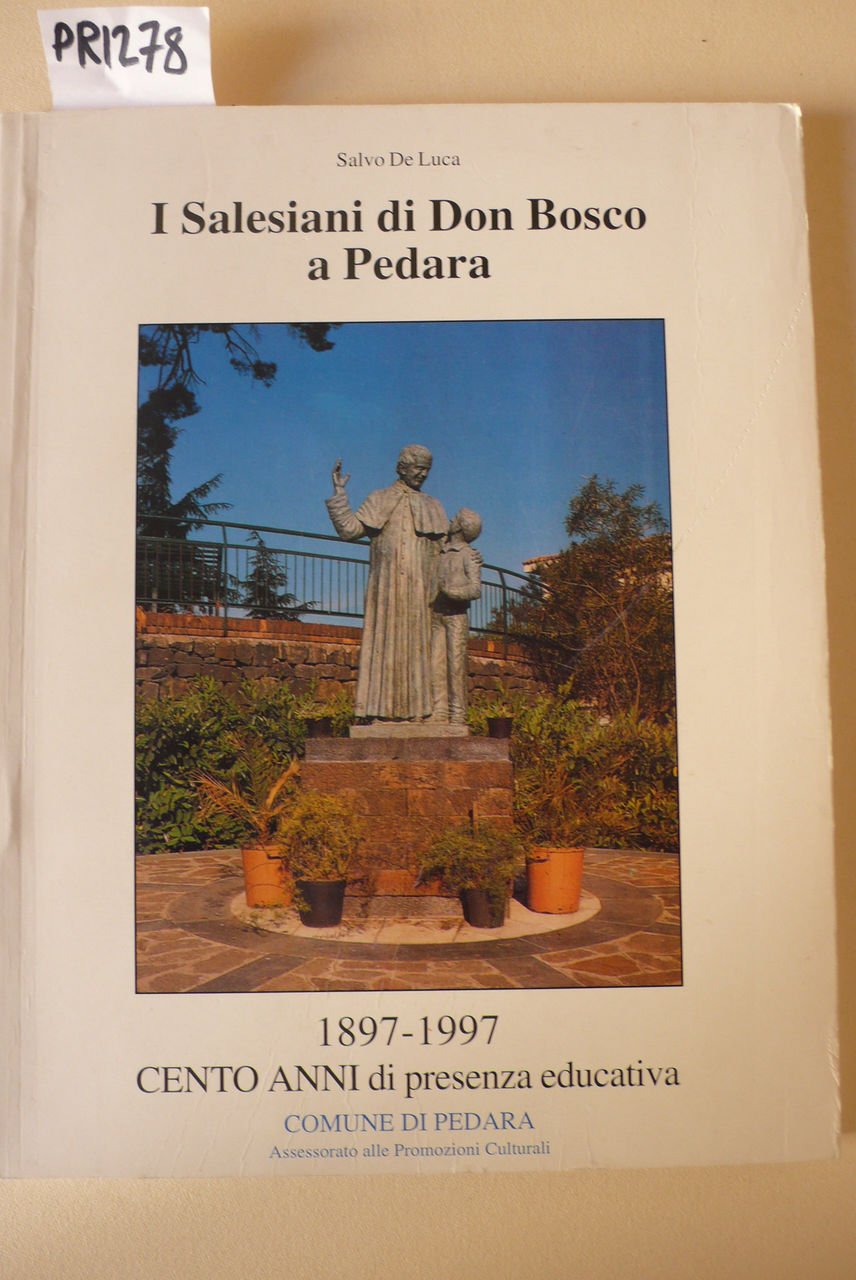 PR1278
Salvo De Luca
I Salesiani di Don Bosco
a Pedara
1897-1997
CENTO ANNI di presenza educativa
COMUNE DI PEDARA
Assessorato alle Promozioni Culturali